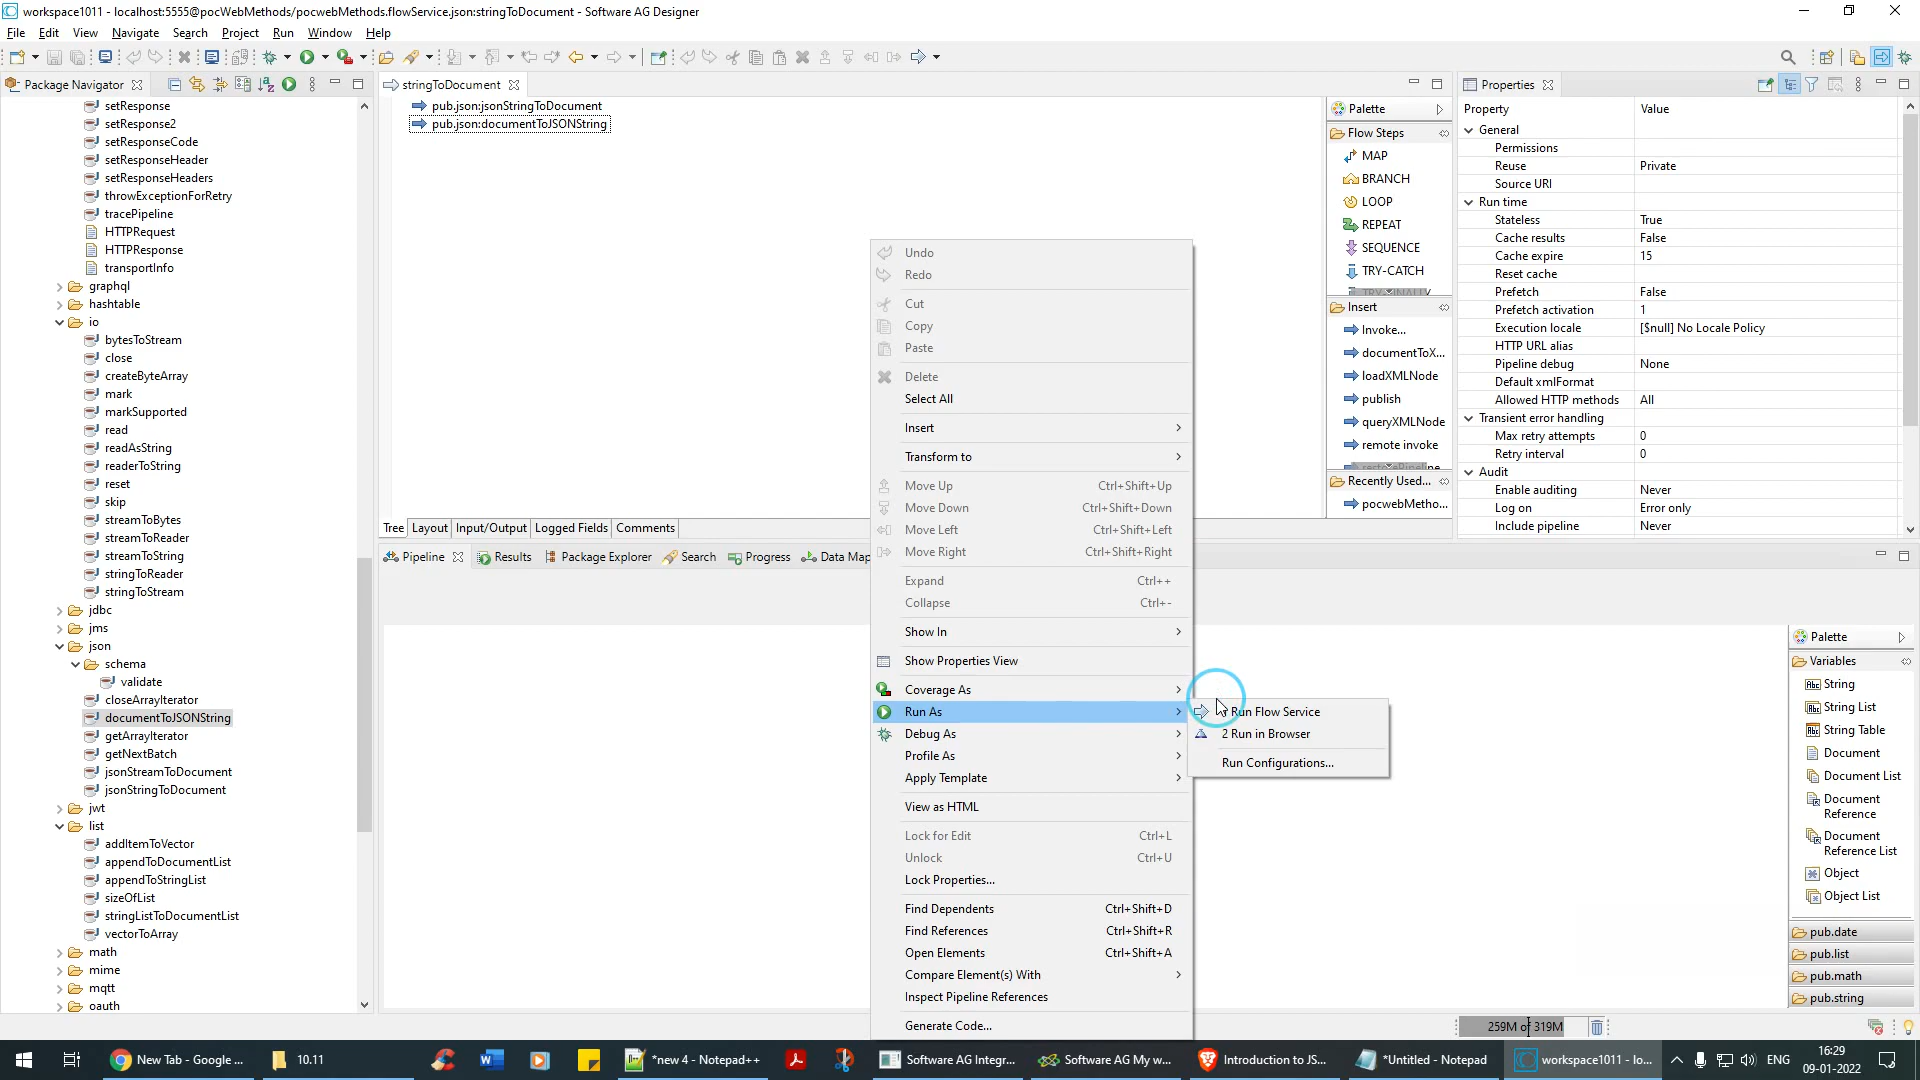 workspace1011 - localhost:5555@pocWebMethods/pocwebMethods.flowService.json:stringToDocument - Software AG Designer
File Edit View Navigate Search Project Run Window Help
Package Navigator
setResponse
setResponse2
setResponseCode
setResponseHeader
setResponseHeaders
throwExceptionForRetry
tracePipeline
HTTPRequest
HTTPResponse
transportInfo
graphql
hashtable
io
bytesToStream
close
createByteArray
mark
markSupported
read
readAsString
readerToString
reset
skip
streamToBytes
streamToReader
streamToString
stringToReader
stringToStream
jdbc
jms
json
schema
validate
closeArrayIterator
documentToJSONString
getArrayIterator
getNextBatch
jsonStreamToDocument
jsonStringToDocument
jwt
list
addItemToVector
appendToDocumentList
appendToStringList
sizeOfList
stringListToDocumentList
vectorToArray
math
mime
mqtt
oauth
stringToDocument
pub.json:jsonStringToDocument
pub.json:documentToJSONString
Palette
Flow Steps
MAP
BRANCH
LOOP
REPEAT
SEQUENCE
TRY-CATCH
Insert
Invoke...
documentToX...
loadXMLNode
publish
queryXMLNode
remote invoke
Recently Used...
pocwebMetho...
Tree Layout Input/Output Logged Fields Comments
Pipeline Results Package Explorer Search Progress Data Map
Undo
Redo
Cut
Copy
Paste
Delete
Select All
Insert
Transform to
Move Up Ctrl+Shift+Up
Move Down Ctrl+Shift+Down
Move Left Ctrl+Shift+Left
Move Right Ctrl+Shift+Right
Expand Ctrl++
Collapse Ctrl+-
Show In
Show Properties View
Coverage As
Run As
Debug As
Profile As
Apply Template
View as HTML
Lock for Edit Ctrl+L
Unlock Ctrl+U
Lock Properties...
Find Dependents Ctrl+Shift+D
Find References Ctrl+Shift+R
Open Elements Ctrl+Shift+A
Compare Element(s) With
Inspect Pipeline References
Generate Code...
Run Flow Service
2 Run in Browser
Run Configurations...
Properties
Property Value
General
Permissions
Reuse Private
Source URI
Run time
Stateless True
Cache results False
Cache expire 15
Reset cache
Prefetch False
Prefetch activation 1
Execution locale [$null] No Locale Policy
HTTP URL alias
Pipeline debug None
Default xmlFormat
Allowed HTTP methods All
Transient error handling
Max retry attempts 0
Retry interval 0
Audit
Enable auditing Never
Log on Error only
Include pipeline Never
Palette
Variables
String
String List
String Table
Document
Document List
Document
Reference
Document
Reference List
Object
Object List
pub.date
pub.list
pub.math
pub.string
259M of 319M
New Tab - Google ...
10.11
*new 4 - Notepad++
Software AG Integr...
Software AG My w...
Introduction to JS...
*Untitled - Notepad
workspace1011 - lo...
ENG
16:29
09-01-2022